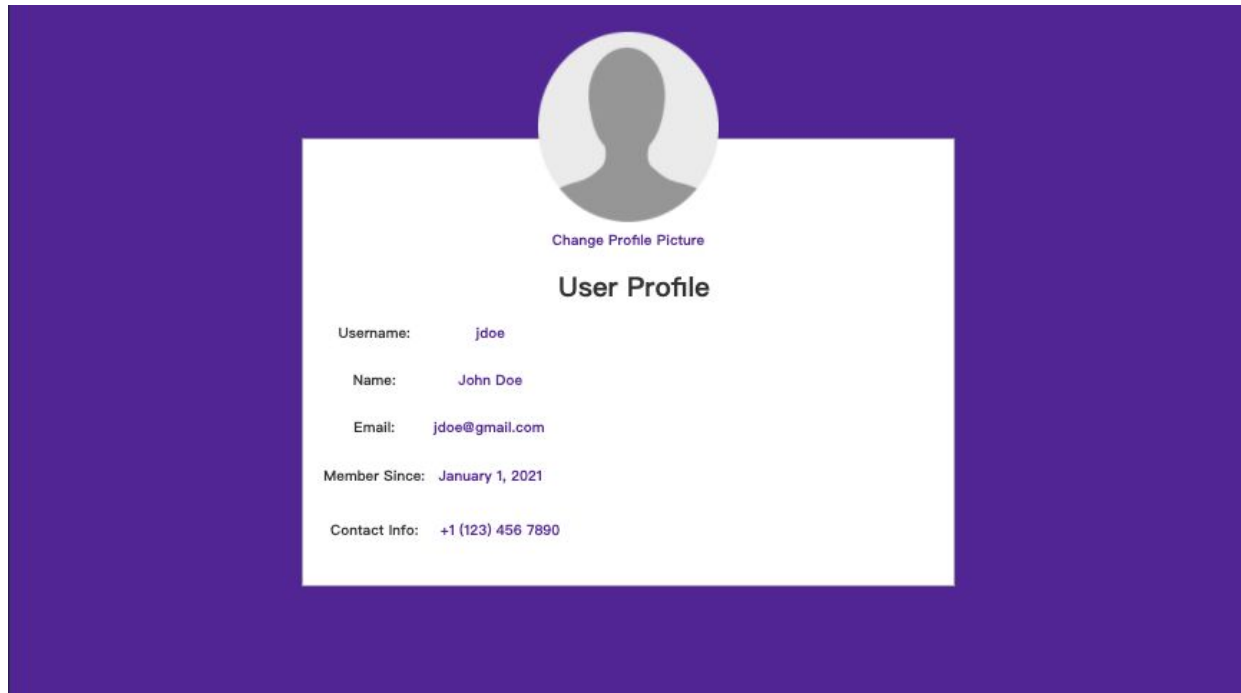 Change Profile Picture
User Profile
Username: jdoe
Name: John Doe
Email: jdoe@gmail.com
Member Since: January 1, 2021
Contact Info: +1 (123) 456 7890